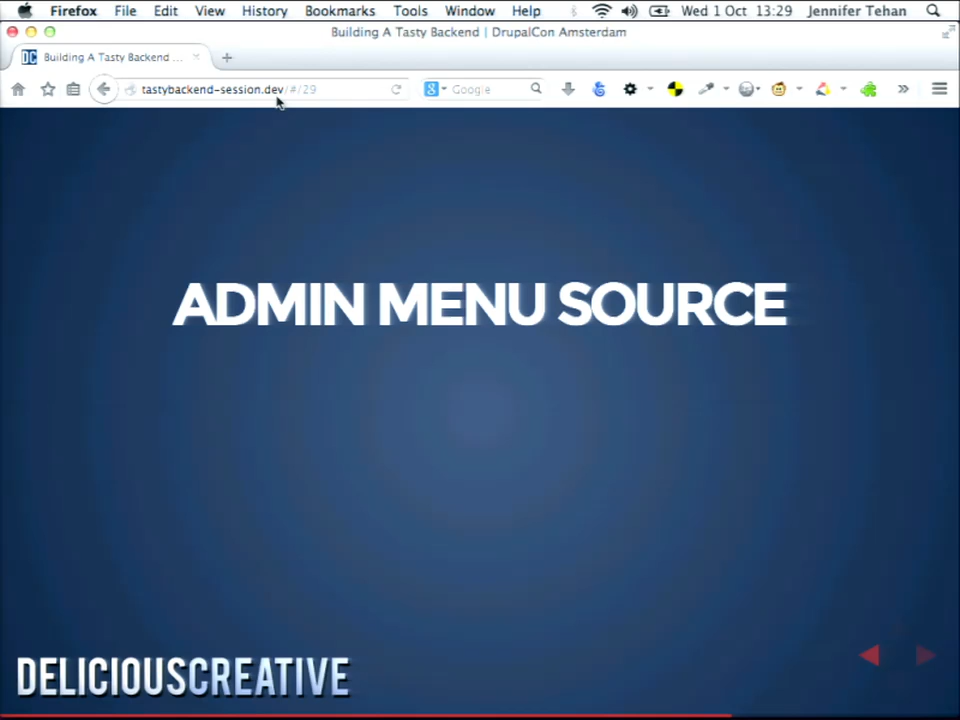 Firefox File Edit View History Bookmarks Tools Window Help Wed 1 Oct 13:29 Jennifer Tehan
Building A Tasty Backend | DrupalCon Amsterdam
DC Building A Tasty Backend ...
tastybackend-session.dev/#/29 Google
ADMIN MENU SOURCE
DELICIOUSCREATIVE